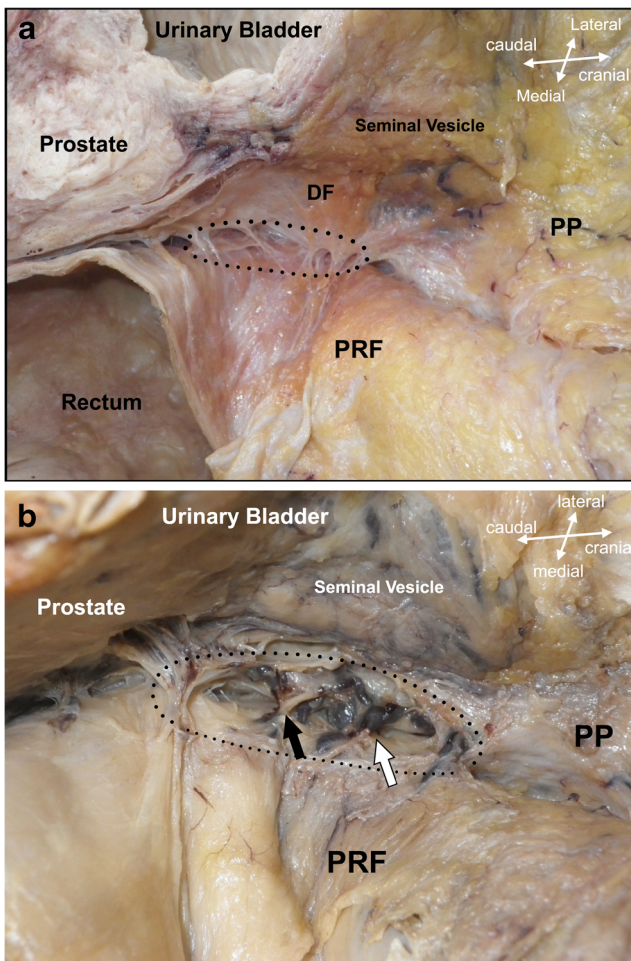 a
Urinary Bladder
Lateral
caudal
cranial
Medial
Prostate
Seminal Vesicle
DF
PP
PRF
Rectum
b
Urinary Bladder
lateral
caudal
cranial
medial
Prostate
Seminal Vesicle
PP
PRF